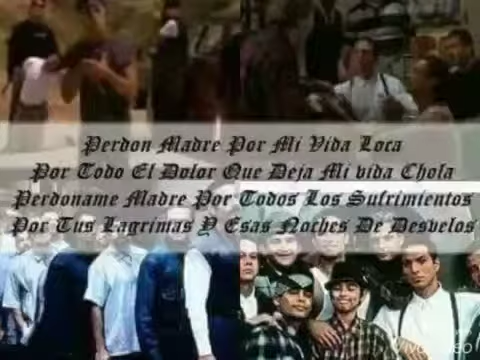 Perdon Madre Por Mi Vida Loca
Por Todo El Dolor Que Deja Mi vida Chola
Perdoname Madre Por Todos Los Sufrimientos
Por Tus Lagrimas Y Esas Noches De Desvelos